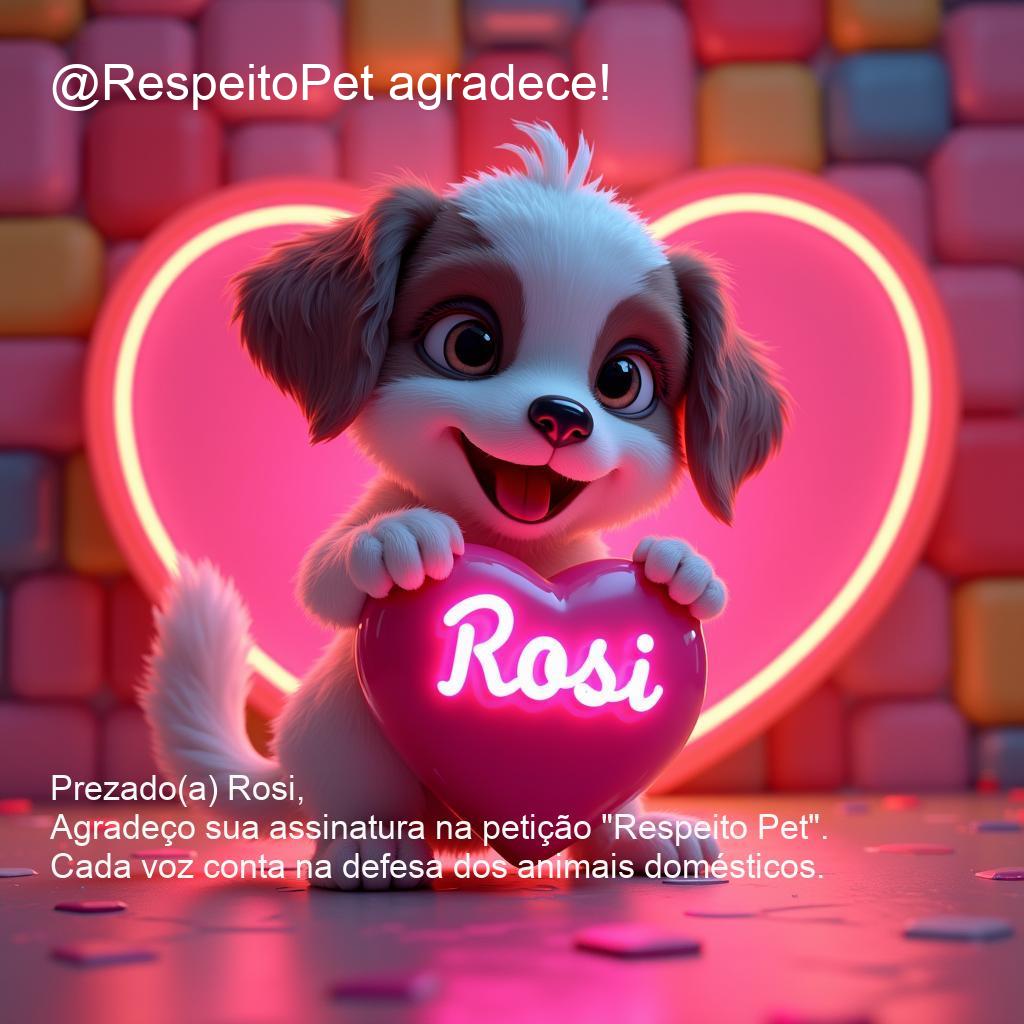 @RespeitoPet agradece!
Rosi
Prezado(a) Rosi,
Agradeço sua assinatura na petição "Respeito Pet".
Cada voz conta na defesa dos animais domésticos.